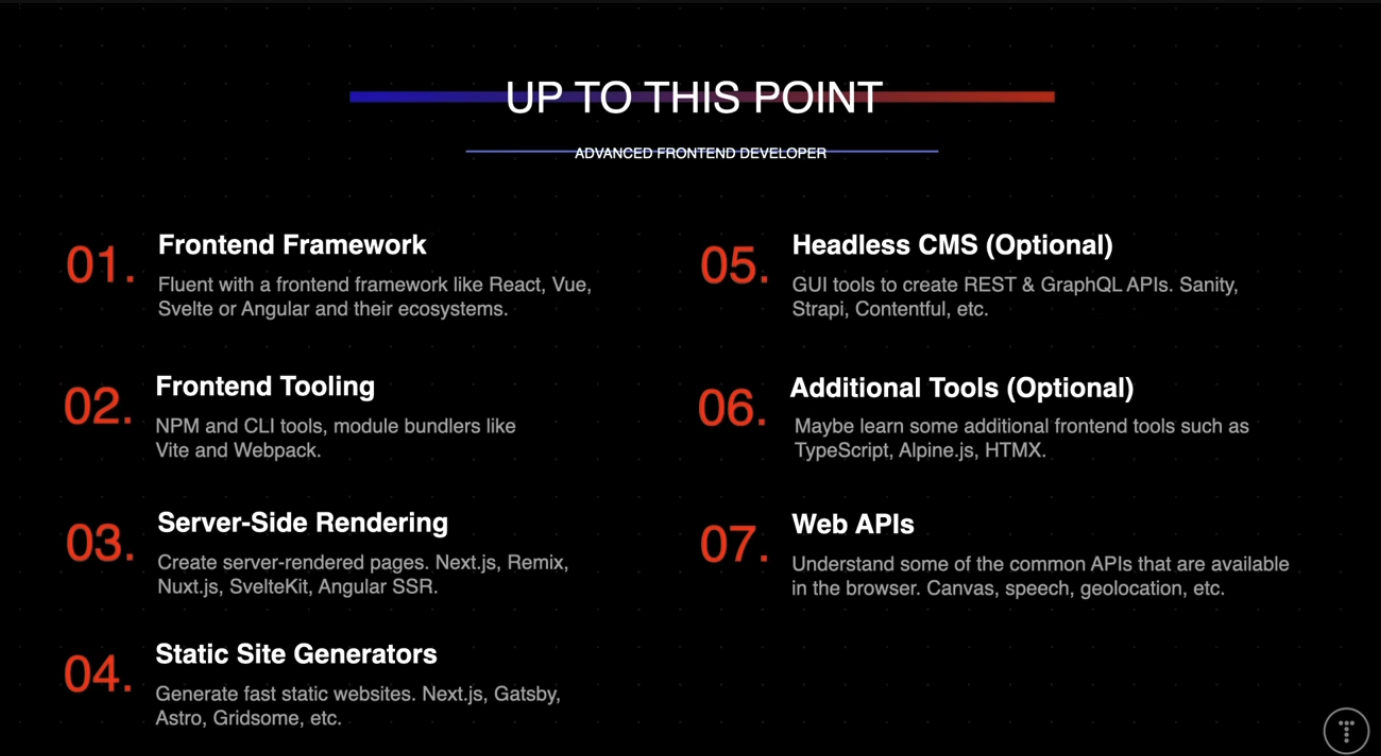 UP TO THIS POINT
ADVANCED FRONTEND DEVELOPER
01.
Frontend Framework
Fluent with a frontend framework like React, Vue,
Svelte or Angular and their ecosystems.
02.
Frontend Tooling
NPM and CLI tools, module bundlers like
Vite and Webpack.
03.
Server-Side Rendering
Create server-rendered pages. Next.js, Remix,
Nuxt.js, SvelteKit, Angular SSR.
04.
Static Site Generators
Generate fast static websites. Next.js, Gatsby,
Astro, Gridsome, etc.
05.
Headless CMS (Optional)
GUI tools to create REST & GraphQL APIs. Sanity,
Strapi, Contentful, etc.
06.
Additional Tools (Optional)
Maybe learn some additional frontend tools such as
TypeScript, Alpine.js, HTMX.
07.
Web APIs
Understand some of the common APIs that are available
in the browser. Canvas, speech, geolocation, etc.